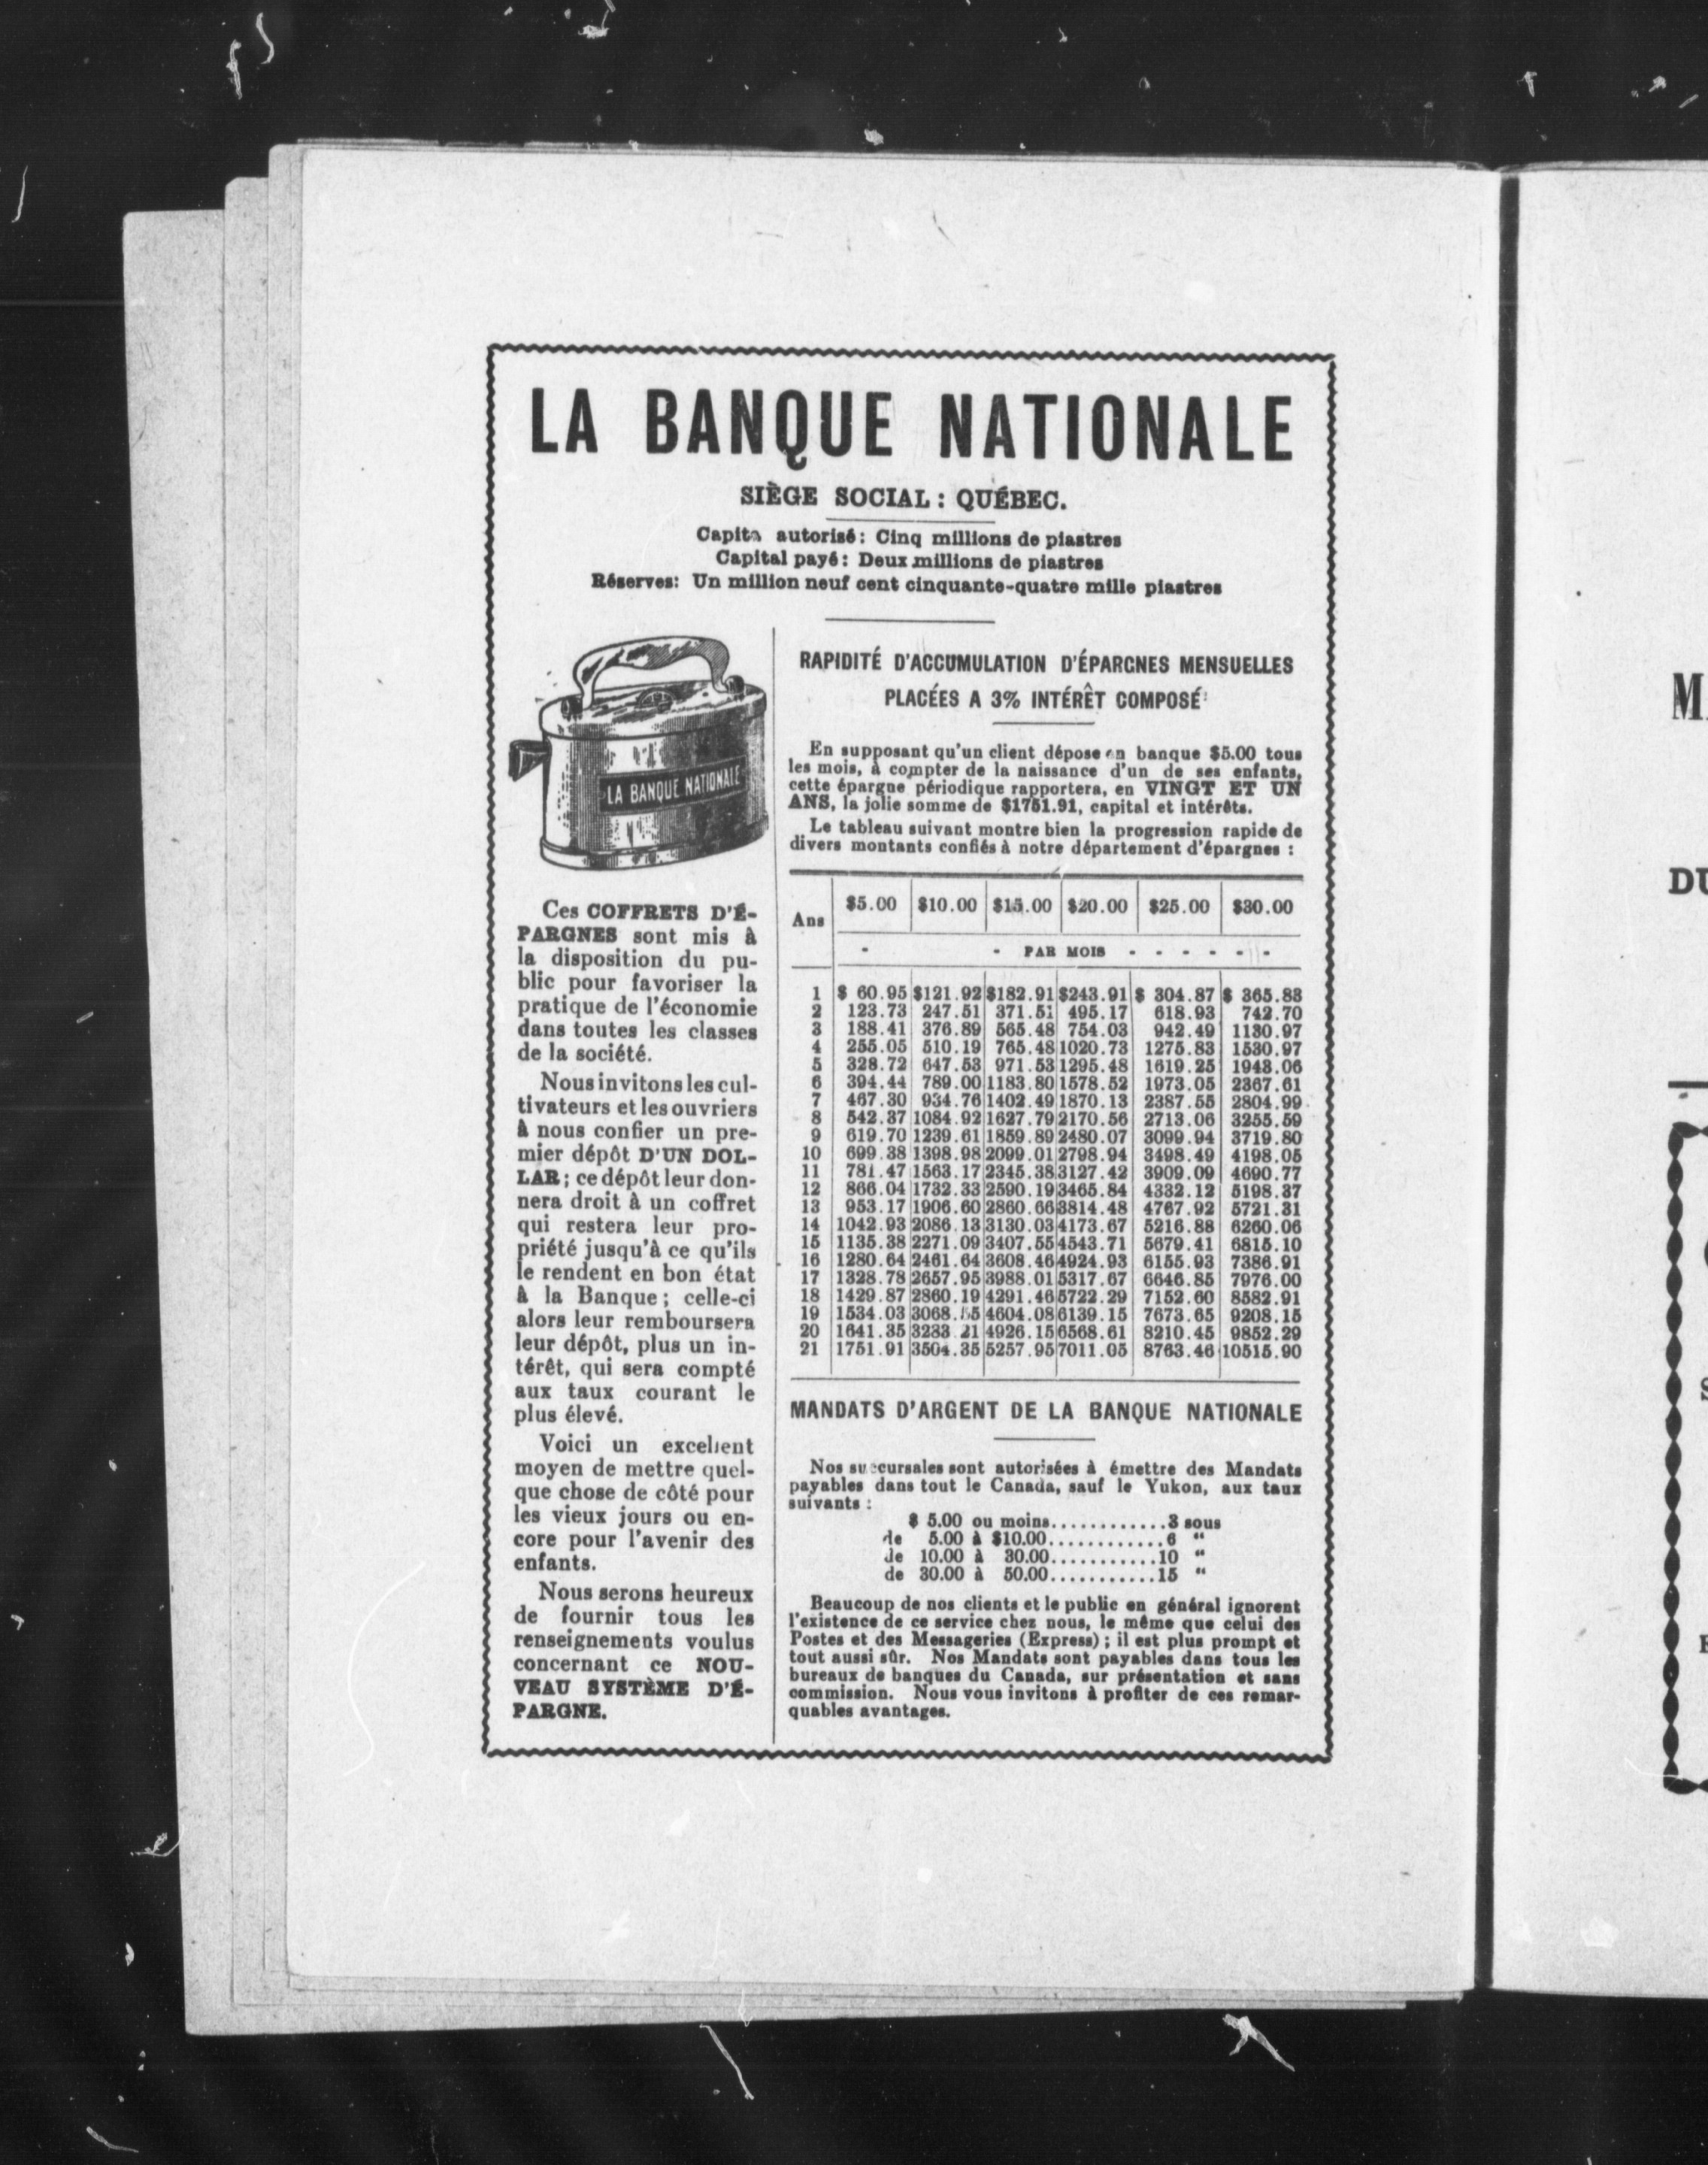 LA BANQUE NATIONALE
SIÈGE SOCIAL : QUÉBEC.
Capita autorisé : Cinq millions de piastres
Capital payé : Deux millions de piastres
Réserves: Un million neuf cent cinquante-quatre mille piastres
LA BANQUE NATIONALE
Ces COFFRETS D'É-
PARGNES sont mis à
la disposition du pu-
blic pour favoriser la
pratique de l'économie
dans toutes les classes
de la société.
Nous invitons les cul-
tivateurs et les ouvriers
à nous confier un pre-
mier dépôt D'UN DOL-
LAR ; ce dépôt leur don-
nera droit à un coffret
qui restera leur pro-
priété jusqu'à ce qu'ils
le rendent en bon état
à la Banque ; celle-ci
alors leur remboursera
leur dépôt, plus un in-
térêt, qui sera compté
aux taux courant le
plus élevé.
Voici un excellent
moyen de mettre quel-
que chose de côté pour
les vieux jours ou en-
core pour l'avenir des
enfants.
Nous serons heureux
de fournir tous les
renseignements voulus
concernant ce NOU-
VEAU SYSTÈME D'É-
PARGNE.
RAPIDITÉ D'ACCUMULATION D'ÉPARGNES MENSUELLES
PLACÉES A 3% INTÉRÊT COMPOSÉ
En supposant qu'un client dépose en banque $5.00 tous
les mois, à compter de la naissance d'un de ses enfants,
cette épargne périodique rapportera, en VINGT ET UN
ANS, la jolie somme de $1751.91, capital et intérêts.
Le tableau suivant montre bien la progression rapide de
divers montants confiés à notre département d'épargnes :
Ans $5.00 $10.00 $15.00 $20.00 $25.00 $30.00
- - PAR MOIS - - - - - -
1 $ 60.95 $121.92 $182.91 $243.91 $ 304.87 $ 365.88
2 123.73 247.51 371.51 495.17 618.93 742.70
3 188.41 376.89 565.48 754.03 942.49 1130.97
4 255.05 510.19 765.48 1020.73 1275.83 1530.97
5 328.72 647.53 971.53 1295.48 1619.25 1943.06
6 394.44 789.00 1183.80 1578.52 1973.05 2367.61
7 467.30 934.76 1402.49 1870.13 2387.55 2804.99
8 542.37 1084.92 1627.79 2170.56 2713.06 3255.59
9 619.70 1239.61 1859.89 2480.07 3099.94 3719.80
10 699.38 1398.98 2099.01 2798.94 3498.49 4198.05
11 781.47 1563.17 2345.38 3127.42 3909.09 4690.77
12 866.04 1732.33 2590.19 3465.84 4332.12 5198.37
13 953.17 1906.60 2860.66 3814.48 4767.92 5721.31
14 1042.93 2086.13 3130.03 4173.67 5216.88 6260.06
15 1135.38 2271.09 3407.55 4543.71 5679.41 6815.10
16 1280.64 2461.64 3608.46 4924.93 6155.93 7386.91
17 1328.78 2657.95 3988.01 5317.67 6646.85 7976.00
18 1429.87 2860.19 4291.46 5722.29 7152.60 8582.91
19 1534.03 3068.55 4604.08 6139.15 7673.65 9208.15
20 1641.35 3283 21 4926.15 6568.61 8210.45 9852.29
21 1751.91 3504.35 5257.95 7011.05 8763.46 10515.90
MANDATS D'ARGENT DE LA BANQUE NATIONALE
Nos succursales sont autorisées à émettre des Mandats
payables dans tout le Canada, sauf le Yukon, aux taux
suivants :
$ 5.00 ou moins............3 sous
de 5.00 à $10.00............6 "
de 10.00 à 30.00...........10 "
de 30.00 à 50.00...........15 "
Beaucoup de nos clients et le public en général ignorent
l'existence de ce service chez nous, le même que celui des
Postes et des Messageries (Express) ; il est plus prompt et
tout aussi sûr. Nos Mandats sont payables dans tous les
bureaux de banques du Canada, sur présentation et sans
commission. Nous vous invitons à profiter de ces remar-
quables avantages.
DU